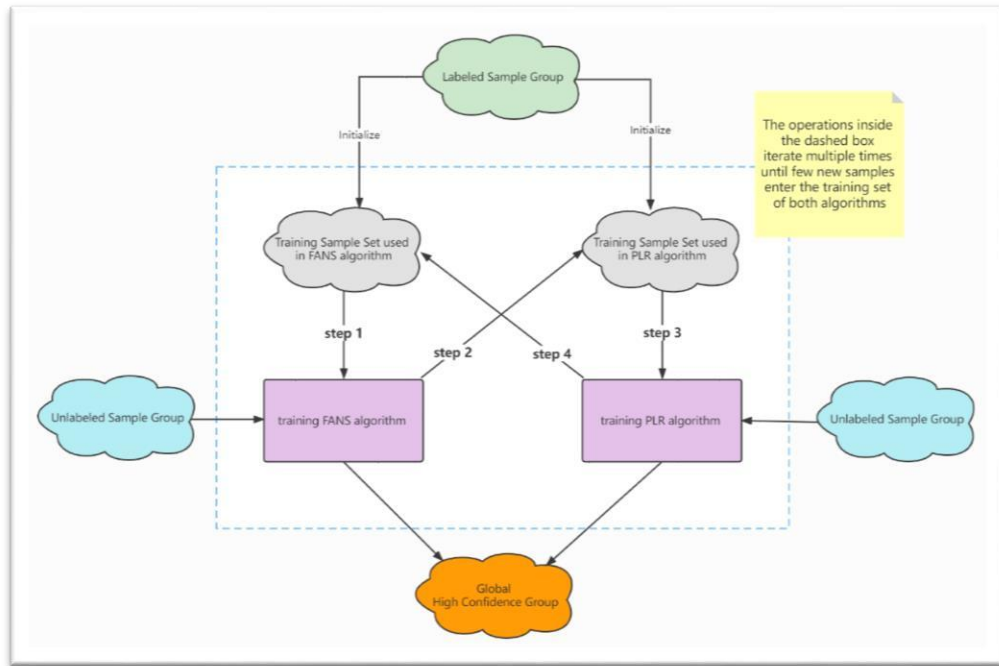 Labeled Sample Group
Initialize
Initialize
The operations inside
the dashed box
iterate multiple times
until few new samples
enter the training set
of both algorithms
Training Sample Set used
in FANS algorithm
Training Sample Set used
in PLR algorithm
step 1
step 2
step 4
step 3
Unlabeled Sample Group
training FANS algorithm
training PLR algorithm
Unlabeled Sample Group
Global
High Confidence Group